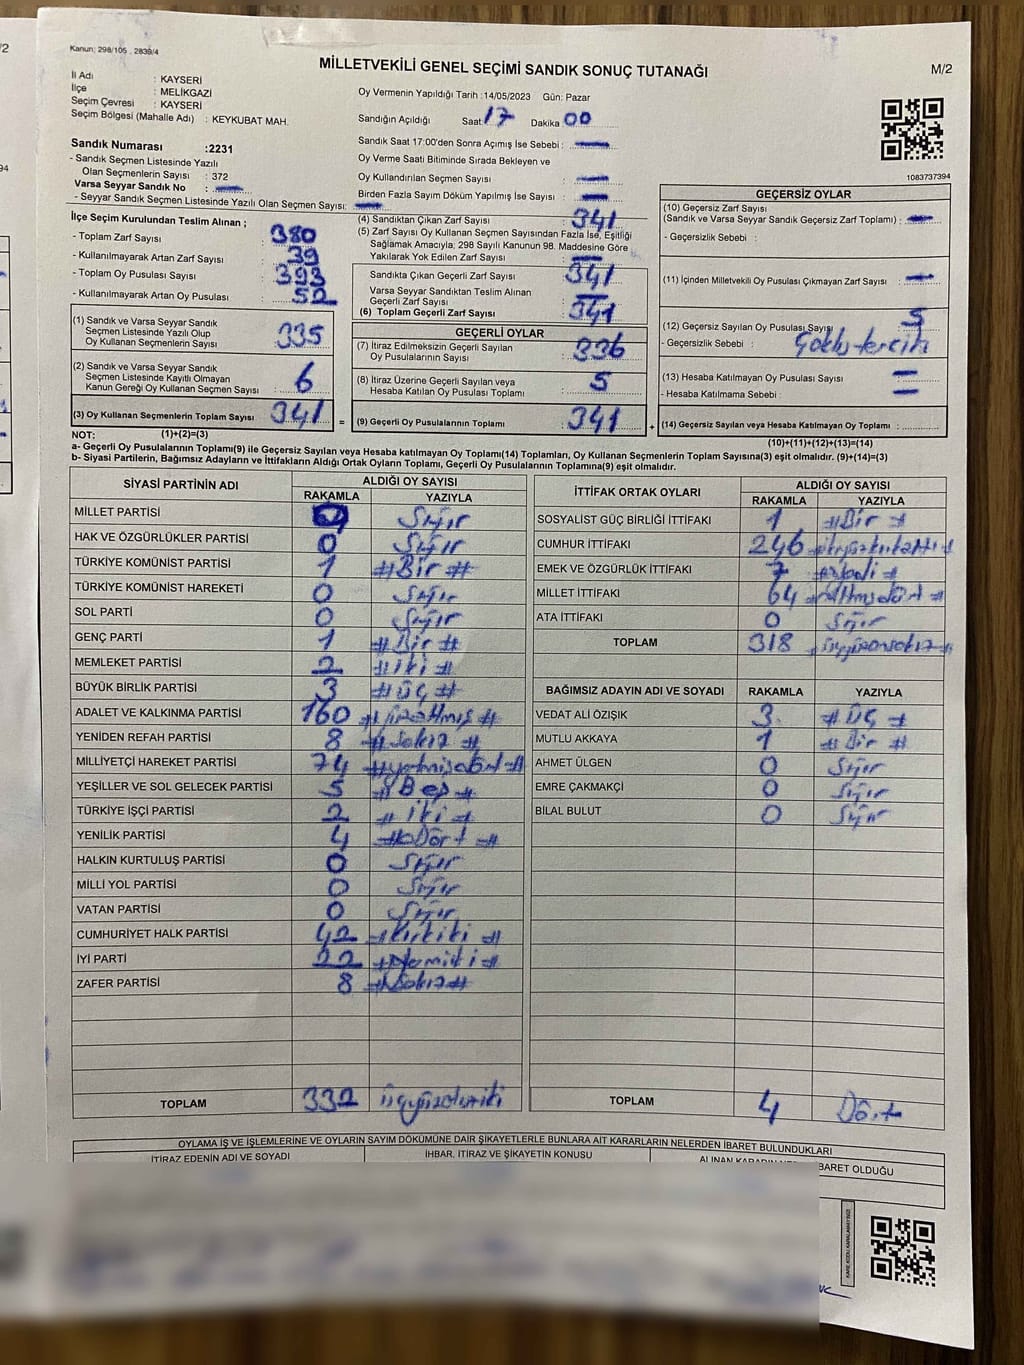 Kanun; 298/105 , 2839/4
MİLLETVEKİLİ GENEL SEÇİMİ SANDIK SONUÇ TUTANAĞI
M/2
İl Adı : KAYSERİ
İlçe : MELİKGAZİ
Seçim Çevresi : KAYSERİ
Seçim Bölgesi (Mahalle Adı) : KEYKUBAT MAH.
Oy Vermenin Yapıldığı Tarih :14/05/2023 Gün: Pazar
Sandığın Açıldığı Saat 17 Dakika 00
Sandık Saat 17:00'den Sonra Açımış İse Sebebi : —
Oy Verme Saati Bitiminde Sırada Bekleyen ve
Oy Kullandırılan Seçmen Sayısı : —
Birden Fazla Sayım Döküm Yapılmış İse Sayısı : —
1083737394
Sandık Numarası :2231
- Sandık Seçmen Listesinde Yazılı
Olan Seçmenlerin Sayısı : 372
Varsa Seyyar Sandık No : —
- Seyyar Sandık Seçmen Listesinde Yazılı Olan Seçmen Sayısı: —
İlçe Seçim Kurulundan Teslim Alınan ;
- Toplam Zarf Sayısı : 380
- Kullanılmayarak Artan Zarf Sayısı : 39
- Toplam Oy Pusulası Sayısı : 393
- Kullanılmayarak Artan Oy Pusulası : 52
(1) Sandık ve Varsa Seyyar Sandık
Seçmen Listesinde Yazılı Olup
Oy Kullanan Seçmenlerin Sayısı : 335
(2) Sandık ve Varsa Seyyar Sandık
Seçmen Listesinde Kayıtlı Olmayan
Kanun Gereği Oy Kullanan Seçmen Sayısı : 6
(3) Oy Kullanan Seçmenlerin Toplam Sayısı : 341 =
(4) Sandıktan Çıkan Zarf Sayısı : 341
(5) Zarf Sayısı Oy Kullanan Seçmen Sayısından Fazla İse, Eşitliği
Sağlamak Amacıyla; 298 Sayılı Kanunun 98. Maddesine Göre
Yakılarak Yok Edilen Zarf Sayısı : —
Sandıkta Çıkan Geçerli Zarf Sayısı : 341
Varsa Seyyar Sandıktan Teslim Alınan
Geçerli Zarf Sayısı : —
(6) Toplam Geçerli Zarf Sayısı : 341
GEÇERLİ OYLAR
(7) İtiraz Edilmeksizin Geçerli Sayılan
Oy Pusulalarının Sayısı : 336
(8) İtiraz Üzerine Geçerli Sayılan veya
Hesaba Katılan Oy Pusulası Toplamı : 5
(9) Geçerli Oy Pusulalarının Toplamı : 341 +
GEÇERSİZ OYLAR
(10) Geçersiz Zarf Sayısı
(Sandık ve Varsa Seyyar Sandık Geçersiz Zarf Toplamı) : —
- Geçersizlik Sebebi :
(11) İçinden Milletvekili Oy Pusulası Çıkmayan Zarf Sayısı : —
(12) Geçersiz Sayılan Oy Pusulası Sayısı : 5
- Geçersizlik Sebebi : Çoklu tercih
(13) Hesaba Katılmayan Oy Pusulası Sayısı : —
- Hesaba Katılmama Sebebi : —
(14) Geçersiz Sayılan veya Hesaba Katılmayan Oy Toplamı :
NOT: (1)+(2)=(3) (10)+(11)+(12)+(13)=(14)
a- Geçerli Oy Pusulalarının Toplamı(9) ile Geçersiz Sayılan veya Hesaba Katılmayan Oy Toplamı(14) Toplamları, Oy Kullanan Seçmenlerin Toplam Sayısına(3) eşit olmalıdır. (9)+(14)=(3)
b- Siyasi Partilerin, Bağımsız Adayların ve İttifakların Aldığı Ortak Oyların Toplamı, Geçerli Oy Pusulalarının Toplamına(9) eşit olmalıdır.
SİYASİ PARTİNİN ADI ALDIĞI OY SAYISI
RAKAMLA YAZIYLA
MİLLET PARTİSİ Sıfır
HAK VE ÖZGÜRLÜKLER PARTİSİ 0 Sıfır
TÜRKİYE KOMÜNİST PARTİSİ 1 #Bir#
TÜRKİYE KOMÜNİST HAREKETİ 0 Sıfır
SOL PARTİ 0 Sıfır
GENÇ PARTİ 1 #Bir#
MEMLEKET PARTİSİ 2 #iki#
BÜYÜK BİRLİK PARTİSİ 3 #üç#
ADALET VE KALKINMA PARTİSİ 160 #yüzaltmış#
YENİDEN REFAH PARTİSİ 8 #sekiz#
MİLLİYETÇİ HAREKET PARTİSİ 74 #yetmişdört#
YEŞİLLER VE SOL GELECEK PARTİSİ 5 #Beş#
TÜRKİYE İŞÇİ PARTİSİ 2 #İki#
YENİLİK PARTİSİ 4 #Dört#
HALKIN KURTULUŞ PARTİSİ 0 Sıfır
MİLLİ YOL PARTİSİ 0 Sıfır
VATAN PARTİSİ 0 Sıfır
CUMHURİYET HALK PARTİSİ 42 #Kırkiki#
İYİ PARTİ 22 #Yirmiiki#
ZAFER PARTİSİ 8 #Sekiz#
TOPLAM 332 üçyüzotuziki
İTTİFAK ORTAK OYLARI ALDIĞI OY SAYISI
RAKAMLA YAZIYLA
SOSYALİST GÜÇ BİRLİĞİ İTTİFAKI 1 #Bir#
CUMHUR İTTİFAKI 246 #ikiyüzkırkaltı#
EMEK VE ÖZGÜRLÜK İTTİFAKI 7 #yedi#
MİLLET İTTİFAKI 64 #Altmışdört#
ATA İTTİFAKI 0 Sıfır
TOPLAM 318 #üçyüzonsekiz#
BAĞIMSIZ ADAYIN ADI VE SOYADI RAKAMLA YAZIYLA
VEDAT ALİ ÖZIŞIK 3 #üç#
MUTLU AKKAYA 1 #Bir#
AHMET ÜLGEN 0 Sıfır
EMRE ÇAKMAKÇİ 0 Sıfır
BİLAL BULUT 0 Sıfır
TOPLAM 4 Dört
OYLAMA İŞ VE İŞLEMLERİNE VE OYLARIN SAYIM DÖKÜMÜNE DAİR ŞİKAYETLERLE BUNLARA AİT KARARLARIN NELERDEN İBARET BULUNDUKLARI
İTİRAZ EDENİN ADI VE SOYADI
İHBAR, İTİRAZ VE ŞİKAYETİN KONUSU
İBARET OLDUĞU